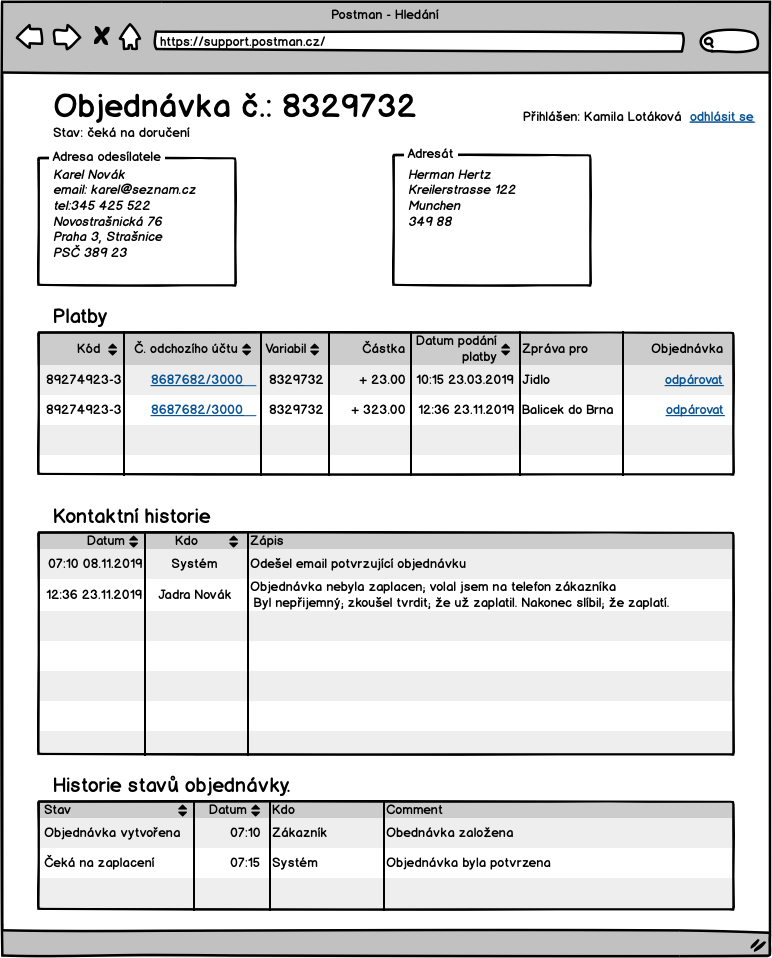 Postman - Hledání
https://support.postman.cz/
Objednávka č.: 8329732
Stav: čeká na doručení
Přihlášen: Kamila Lotáková odhlásit se
Adresa odesílatele
Karel Novák
email: karel@seznam.cz
tel:345 425 522
Novostrašnická 76
Praha 3, Strašnice
PSČ 389 23
Adresát
Herman Hertz
Kreilerstrasse 122
Munchen
349 88
Platby
Kód Č. odchozího účtu Variabil Částka Datum podání platby Zpráva pro Objednávka
89274923-3 8687682/3000 8329732 + 23.00 10:15 23.03.2019 Jidlo odpárovat
89274923-3 8687682/3000 8329732 + 323.00 12:36 23.11.2019 Balicek do Brna odpárovat
Kontaktní historie
Datum Kdo Zápis
07:10 08.11.2019 Systém Odešel email potvrzující objednávku
12:36 23.11.2019 Jadra Novák Objednávka nebyla zaplacen; volal jsem na telefon zákazníka
Byl nepřijemný; zkoušel tvrdit; že už zaplatil. Nakonec slíbil; že zaplatí.
Historie stavů objednávky.
Stav Datum Kdo Comment
Objednávka vytvořena 07:10 Zákazník Obednávka založena
Čeká na zaplacení 07:15 Systém Objednávka byla potvrzena